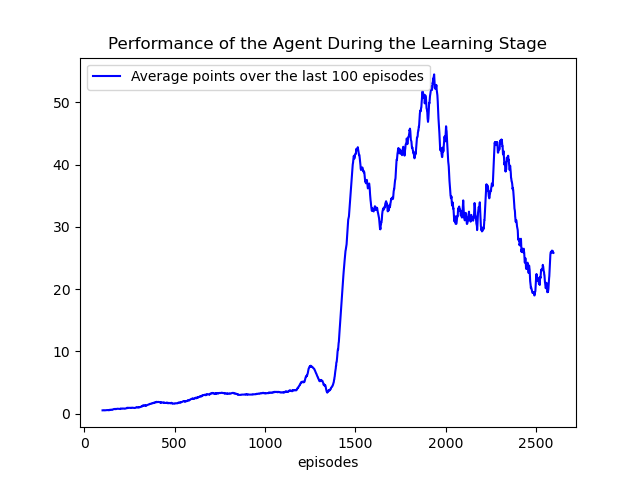 Performance of the Agent During the Learning Stage
Average points over the last 100 episodes
50
40
30
20
10
0
0 500 1000 1500 2000 2500
episodes